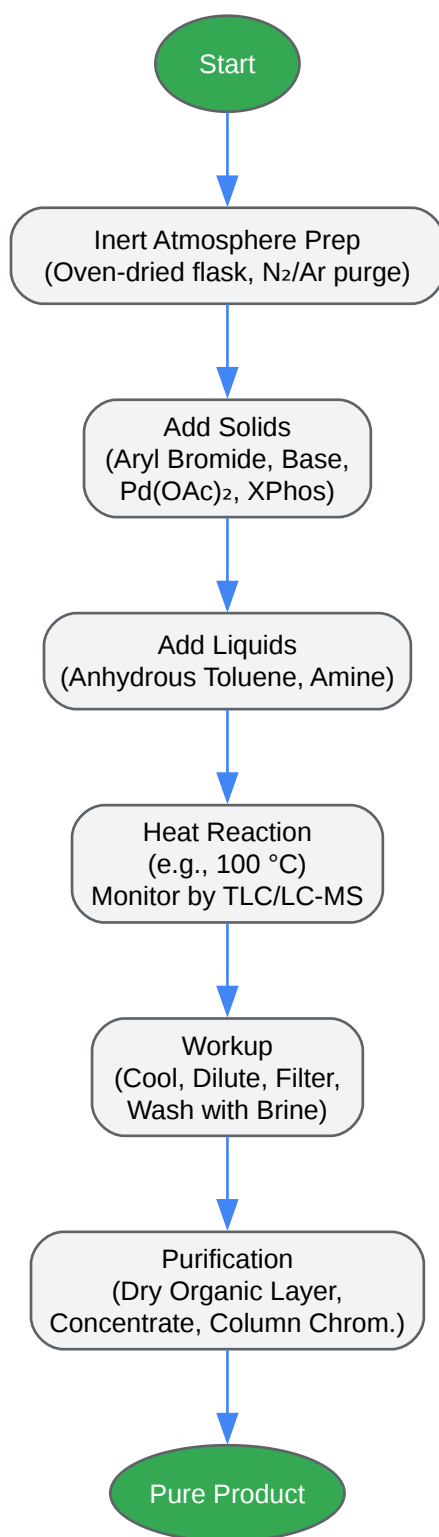 Start
Inert Atmosphere Prep
(Oven-dried flask, N₂/Ar purge)
Add Solids
(Aryl Bromide, Base,
Pd(OAc)₂, XPhos)
Add Liquids
(Anhydrous Toluene, Amine)
Heat Reaction
(e.g., 100 °C)
Monitor by TLC/LC-MS
Workup
(Cool, Dilute, Filter,
Wash with Brine)
Purification
(Dry Organic Layer,
Concentrate, Column Chrom.)
Pure Product